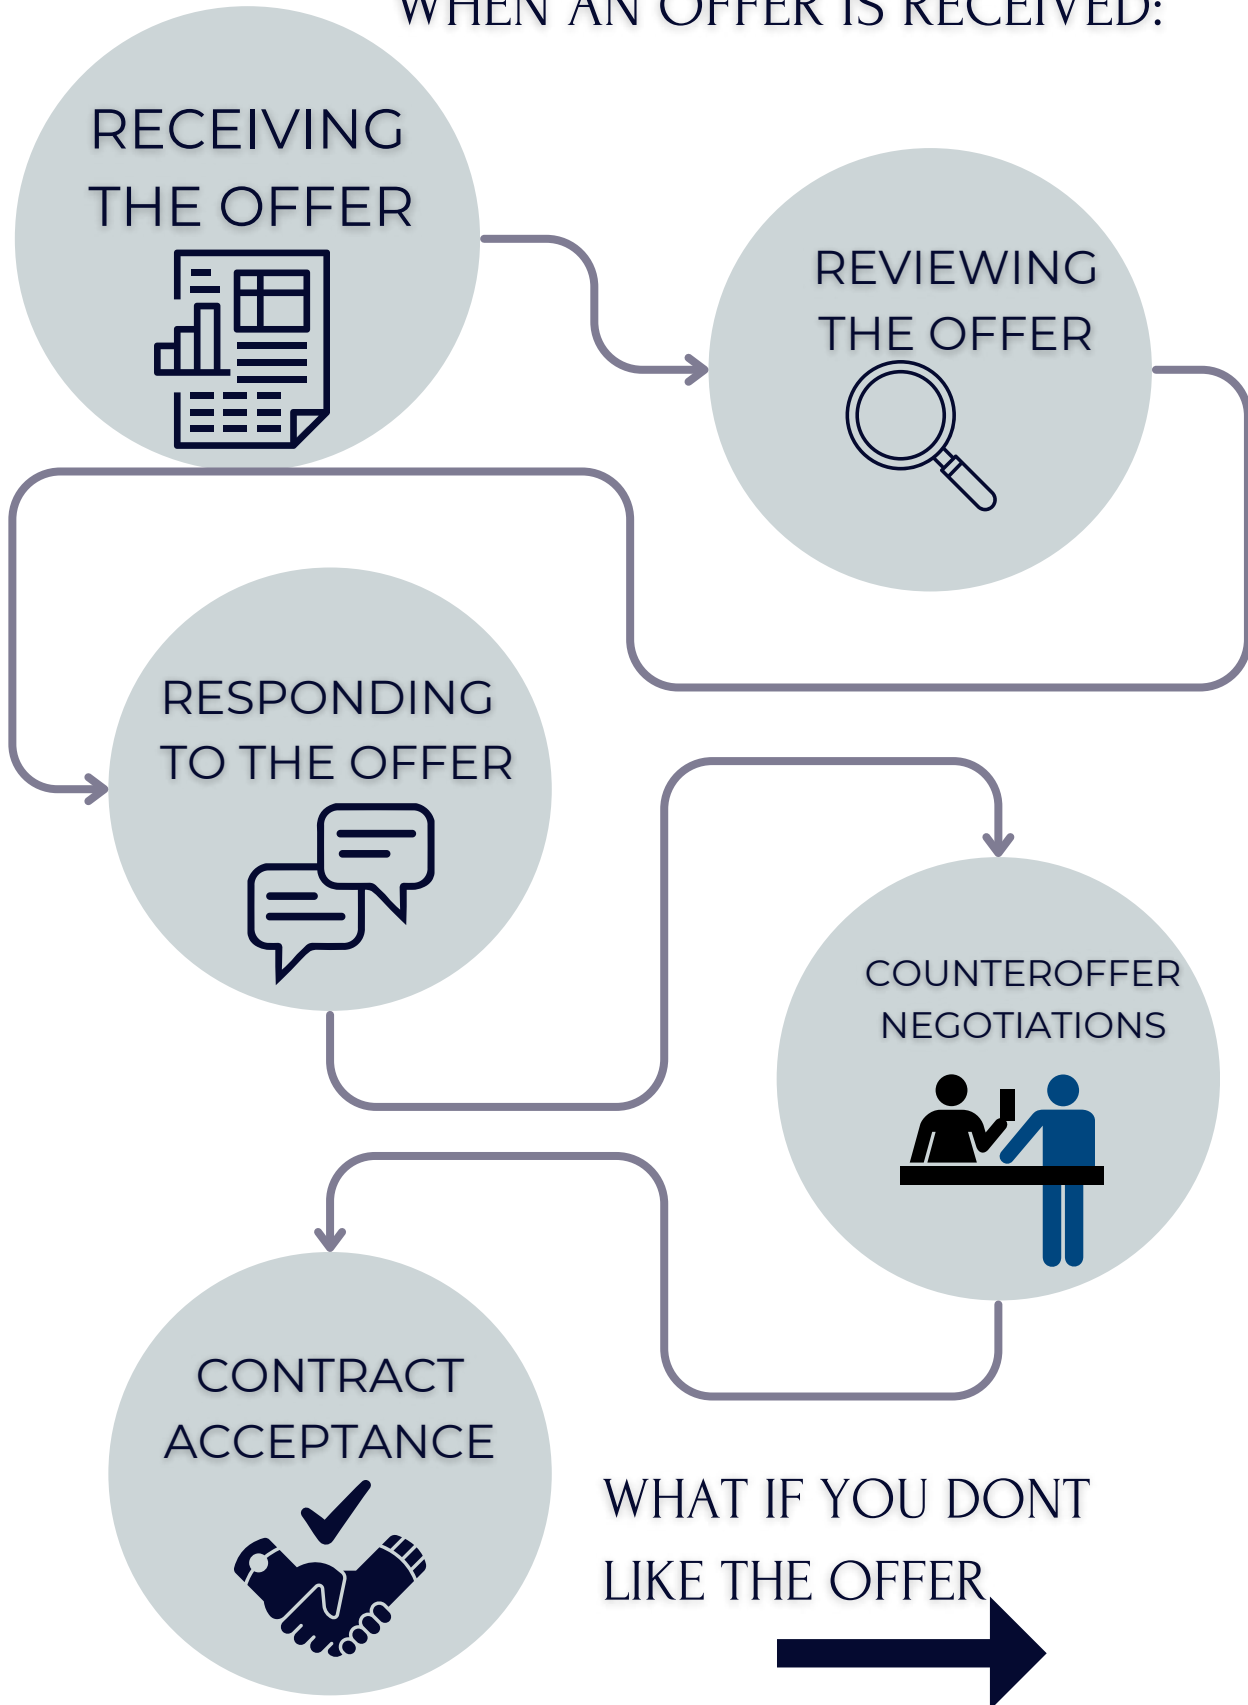 WHEN AN OFFER IS RECEIVED:
RECEIVING
THE OFFER
REVIEWING
THE OFFER
RESPONDING
TO THE OFFER
COUNTEROFFER
NEGOTIATIONS
CONTRACT
ACCEPTANCE
WHAT IF YOU DONT
LIKE THE OFFER